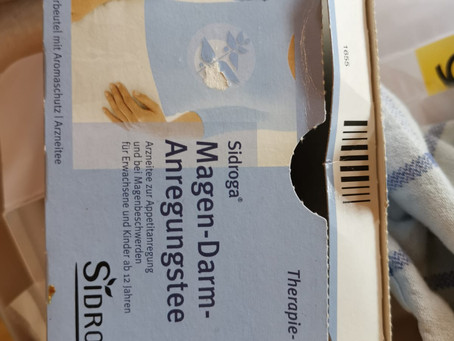 Sidroga®
Magen-Darm-
Anregungstee
Arzneitee zur Appetitanregung
und bei Magenbeschwerden
für Erwachsene und Kinder ab 12 Jahren
SIDRO
Therapie-
rbeutel mit Aromaschutz | Arzneitee